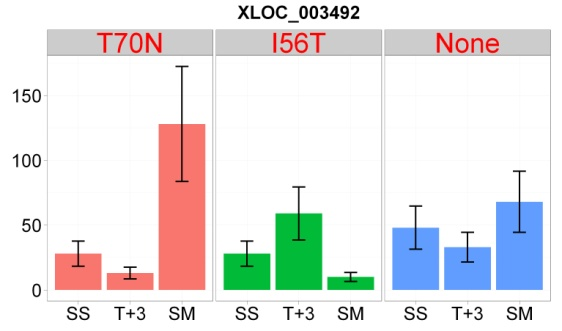 XLOC_003492
T70N I56T None
150
100
50
0
SS T+3 SM SS T+3 SM SS T+3 SM